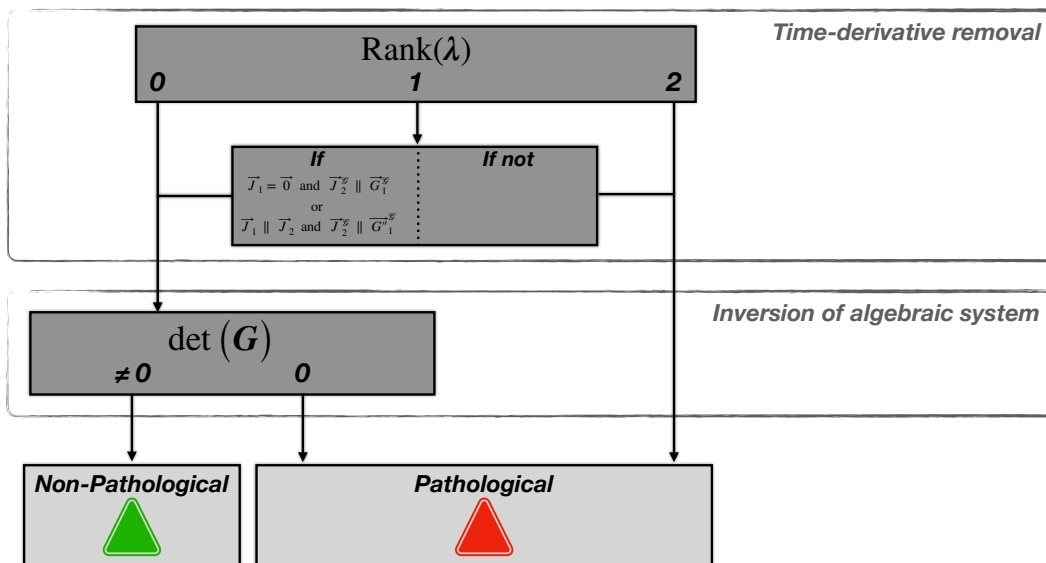 Time-derivative removal
Rank(λ)
0 1 2
If If not
J⃗₁ = 0⃗ and J⃗₂^𝒢 ∥ G⃗₁^𝒢
or
J⃗₁ ∥ J⃗₂ and J⃗₂^𝒢 ∥ G⃗″₁^𝒢
Inversion of algebraic system
det (G)
≠ 0 0
Non-Pathological Pathological